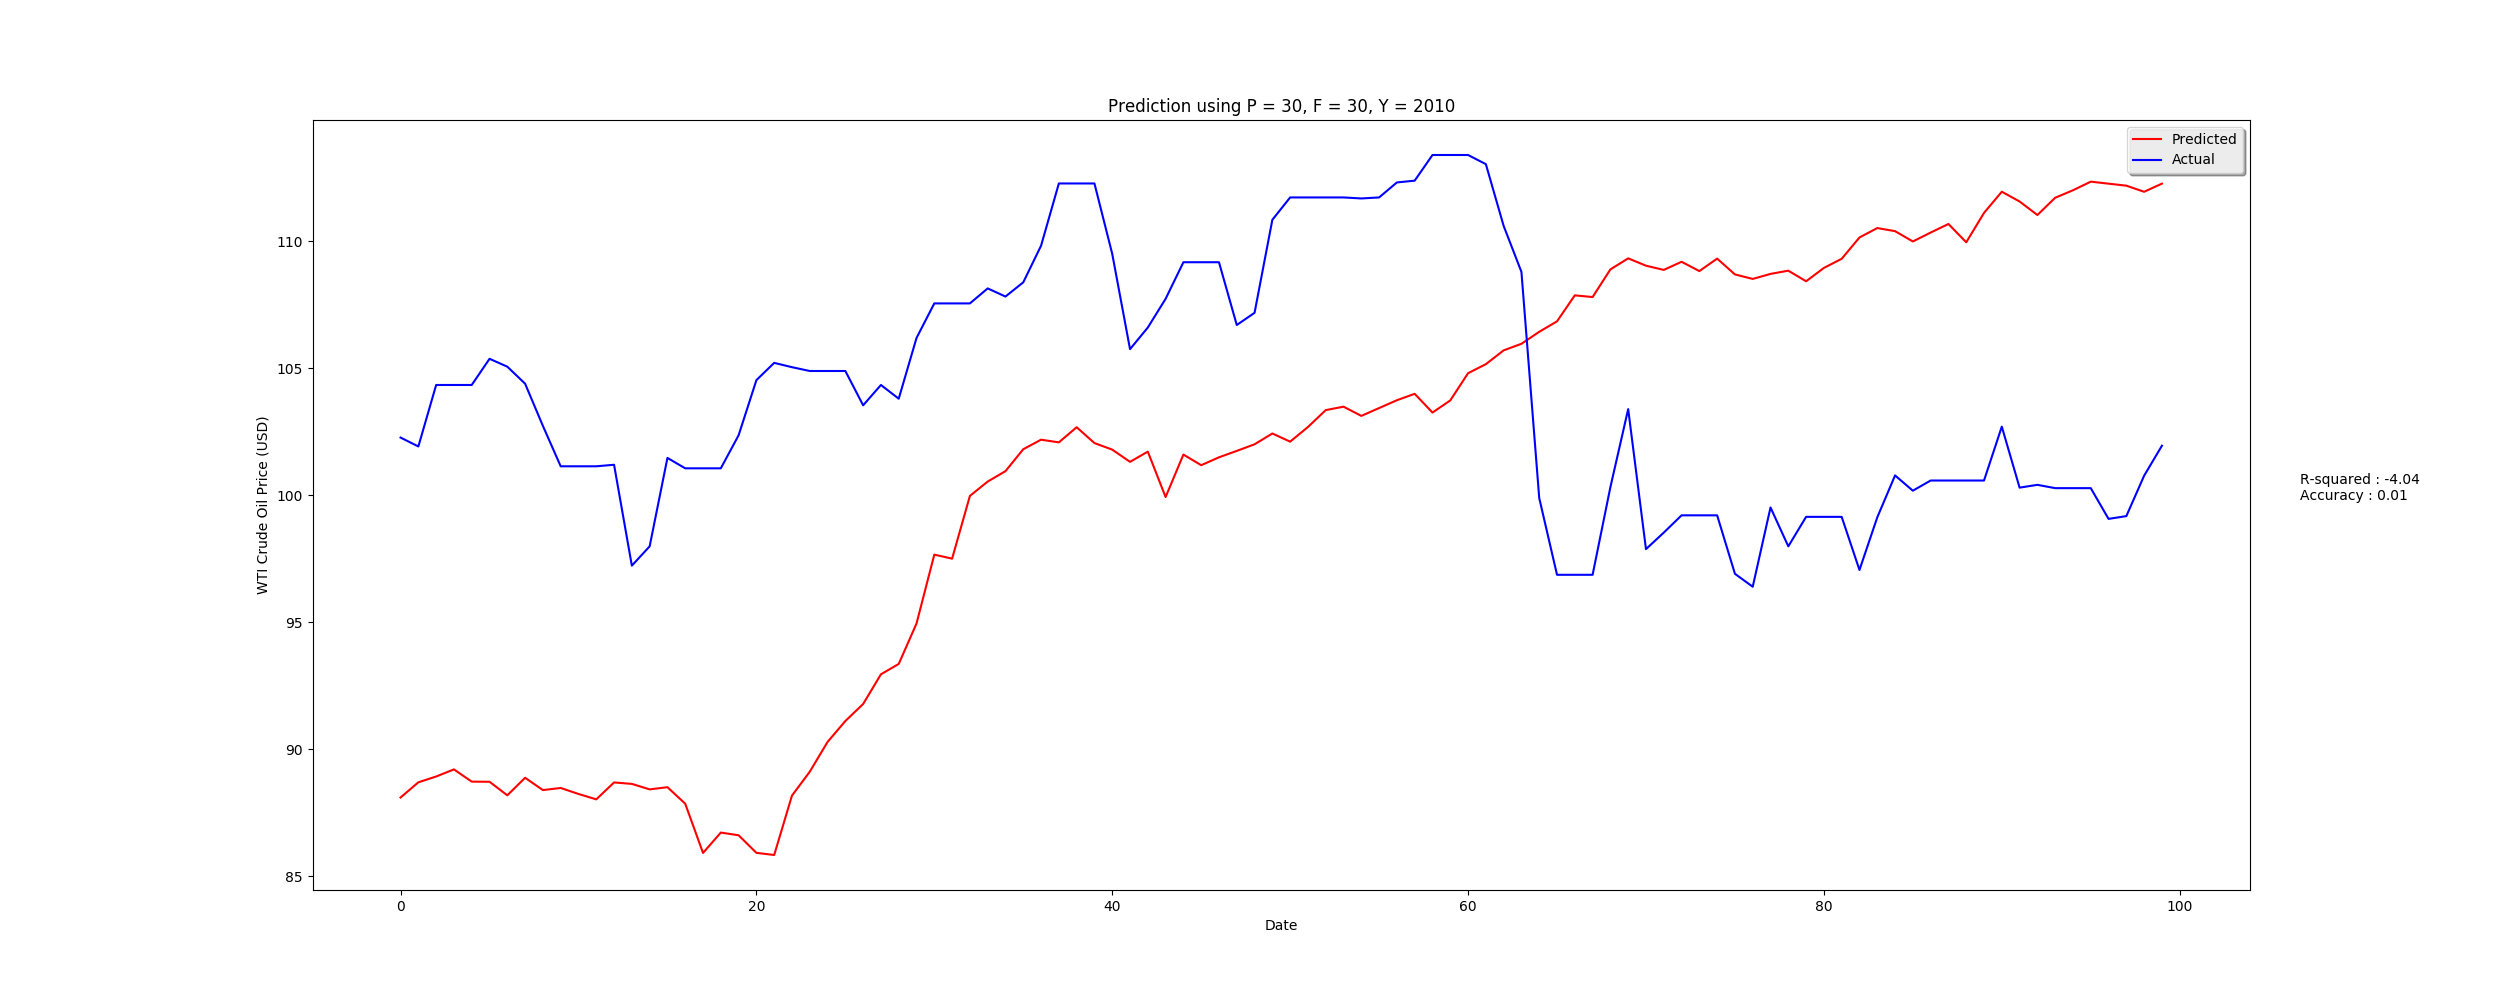 Prediction using P = 30, F = 30, Y = 2010
Predicted
Actual
110
105
100
95
90
85
WTI Crude Oil Price (USD)
R-squared : -4.04
Accuracy : 0.01
0
20
40
60
80
100
Date